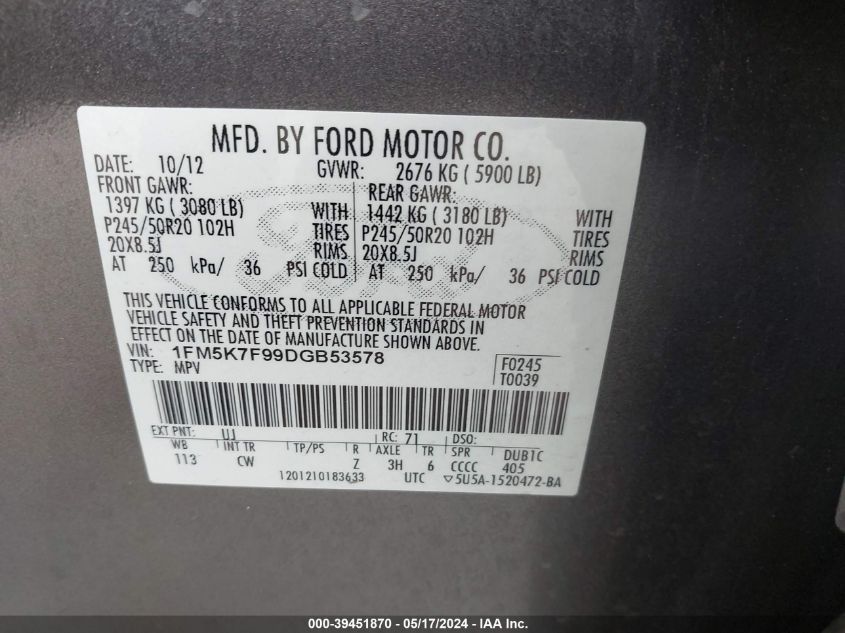 MFD. BY FORD MOTOR CO.
DATE: 10/12 GVWR: 2676 KG ( 5900 LB)
FRONT GAWR: REAR GAWR:
1397 KG ( 3080 LB) WITH 1442 KG ( 3180 LB) WITH
P245/50R20 102H TIRES P245/50R20 102H TIRES
20X8.5J RIMS 20X8.5J RIMS
AT 250 kPa/ 36 PSI COLD AT 250 kPa/ 36 PSI COLD
THIS VEHICLE CONFORMS TO ALL APPLICABLE FEDERAL MOTOR
VEHICLE SAFETY AND THEFT PREVENTION STANDARDS IN
EFFECT ON THE DATE OF MANUFACTURE SHOWN ABOVE.
VIN: 1FM5K7F99DGB53578 F0245
TYPE: MPV T0039
EXT PNT: UJ RC: 71 DSO:
WB INT TR TP/PS R AXLE TR SPR DUB1C
113 CW Z 3H 6 CCCC 405
1201210183633 UTC ▽5U5A-1520472-BA
000-39451870 - 05/17/2024 - IAA Inc.